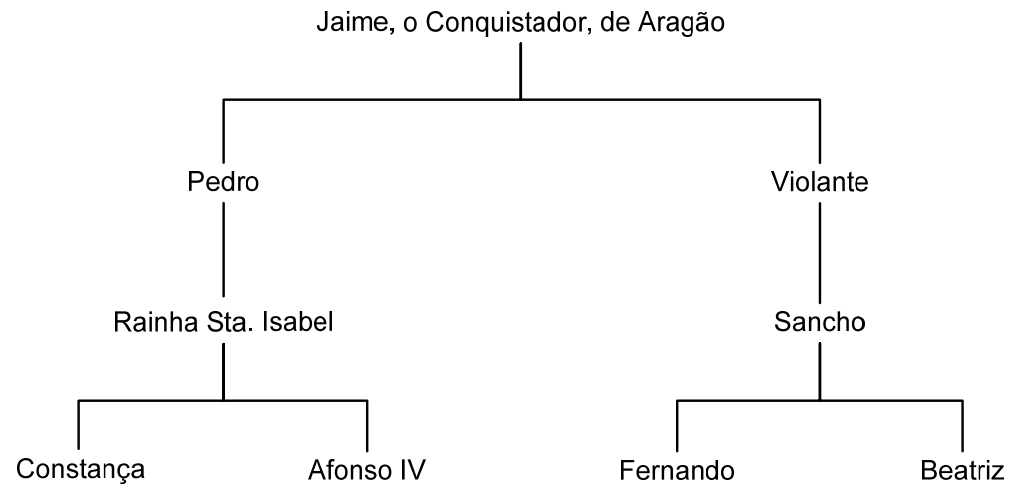 Jaime, o Conquistador, de Aragão
Pedro
Violante
Rainha Sta. Isabel
Sancho
Constança
Afonso IV
Fernando
Beatriz